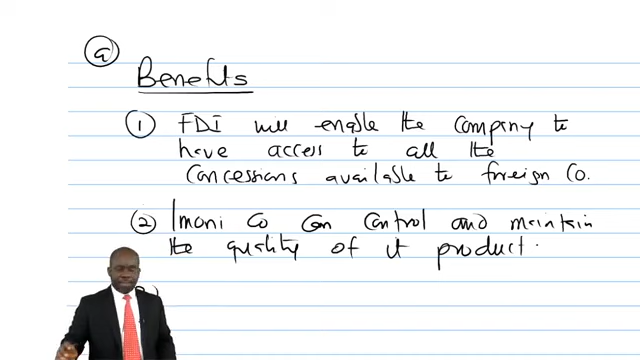 a
Benefits
1 FDI will enable the company to
have access to all the
concessions available to foreign Co.
2 Imani Co can control and maintain
the quality of it product.